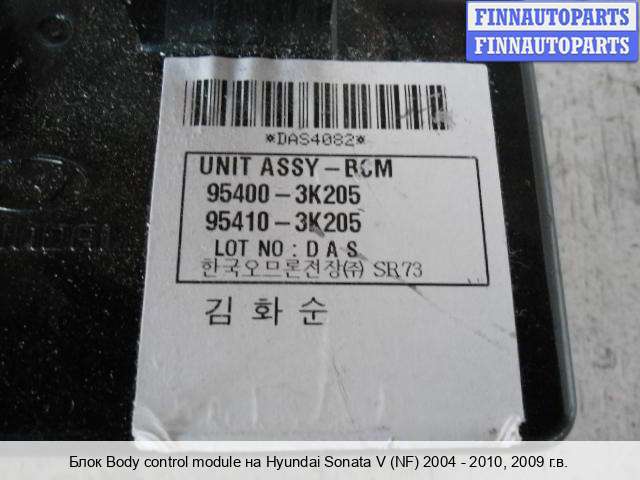 FINNAUTOPARTS
FINNAUTOPARTS
*DAS4082*
UNIT ASSY-BCM
95400-3K205
95410-3K205
LOT NO : D A S
한국오므론전장(주) SR73
김 화 순
Блок Body control module на Hyundai Sonata V (NF) 2004 - 2010, 2009 г.в.